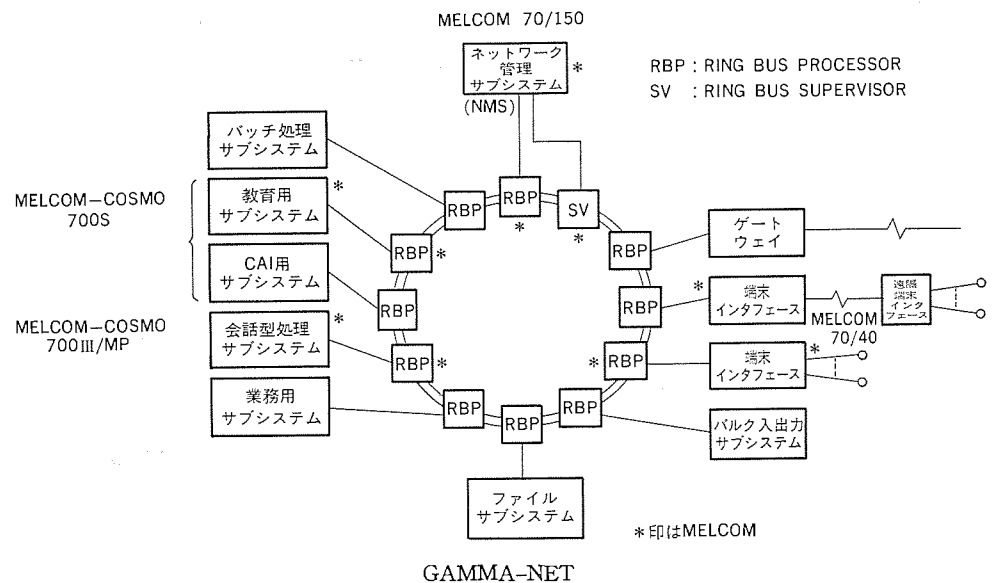 MELCOM 70/150
ネットワーク
管理
サブシステム
*
(NMS)
RBP : RING BUS PROCESSOR
SV : RING BUS SUPERVISOR
バッチ処理
サブシステム
MELCOM−COSMO
700S
教育用
サブシステム
*
CAI用
サブシステム
MELCOM−COSMO
700Ⅲ/MP
会話型処理
サブシステム
*
業務用
サブシステム
RBP
RBP
*
SV
*
RBP
RBP
*
RBP
RBP
RBP
*
RBP
*
RBP
RBP
RBP
ゲート
ウェイ
*
端末
インタフェース
遠隔
端末
インタ
フェース
MELCOM
70/40
端末
インタフェース
*
バルク入出力
サブシステム
ファイル
サブシステム
*印はMELCOM
GAMMA–NET